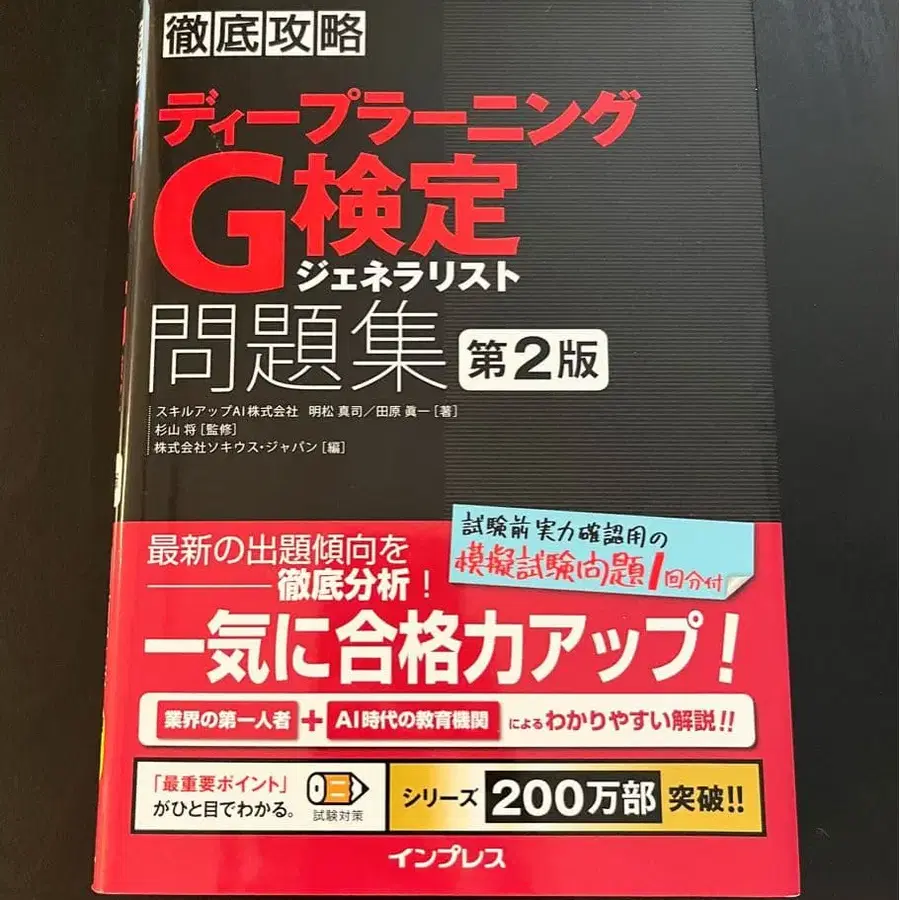 徹底攻略
ディープラーニング
G検定
ジェネラリスト
問題集 第2版
スキルアップAI株式会社 明松 真司／田原 眞一［著］
杉山 将［監修］
株式会社ソキウス・ジャパン［編］
試験前実力確認用の
模擬試験問題1回分付
最新の出題傾向を
徹底分析！
一気に合格力アップ！
業界の第一人者+AI時代の教育機関によるわかりやすい解説!!
「最重要ポイント」
がひと目でわかる。
試験対策
シリーズ200万部突破!!
インプレス